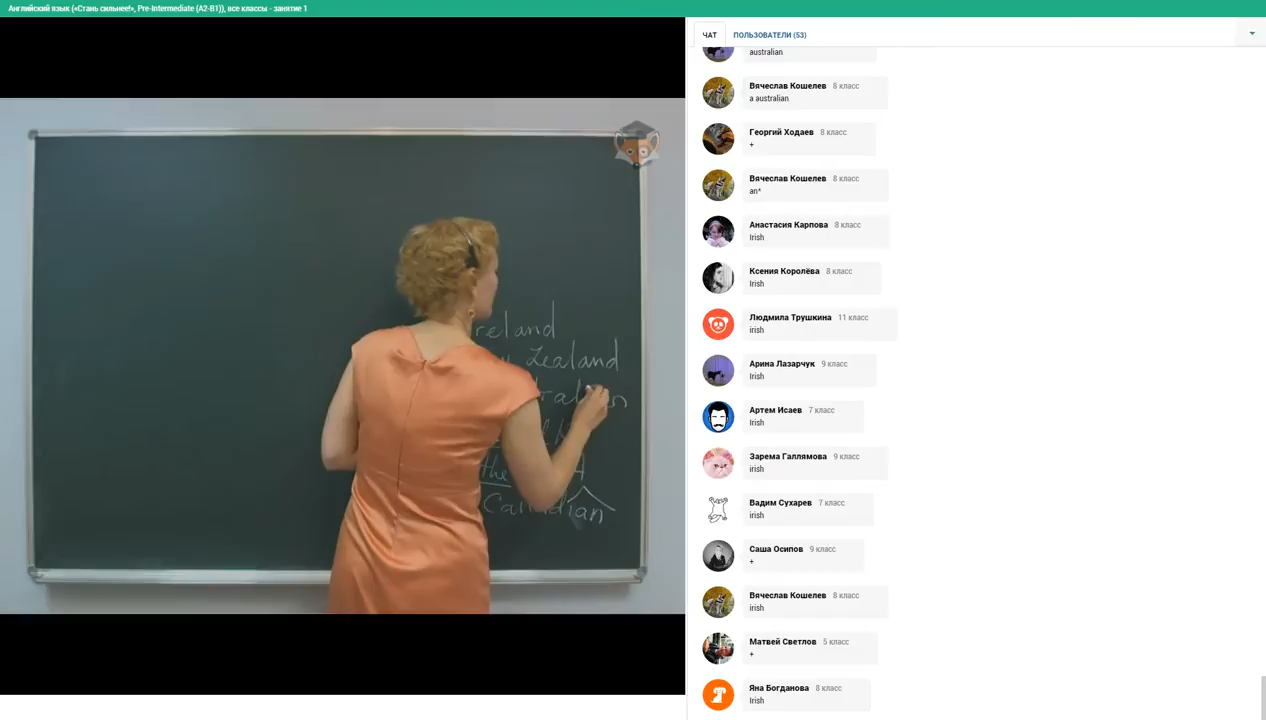 Английский язык («Стань сильнее!», Pre-Intermediate (A2-B1)), все классы - занятие 1
reland
Zealand
the
Canadian
ЧАТ
ПОЛЬЗОВАТЕЛИ (53)
australian
Вячеслав Кошелев 8 класс
a australian
Георгий Ходаев 8 класс
+
Вячеслав Кошелев 8 класс
an*
Анастасия Карпова 8 класс
Irish
Ксения Королёва 8 класс
Irish
Людмила Трушкина 11 класс
irish
Арина Лазарчук 9 класс
Irish
Артем Исаев 7 класс
Irish
Зарема Галлямова 9 класс
irish
Вадим Сухарев 7 класс
irish
Саша Осипов 9 класс
+
Вячеслав Кошелев 8 класс
irish
Матвей Светлов 5 класс
+
Яна Богданова 8 класс
Irish